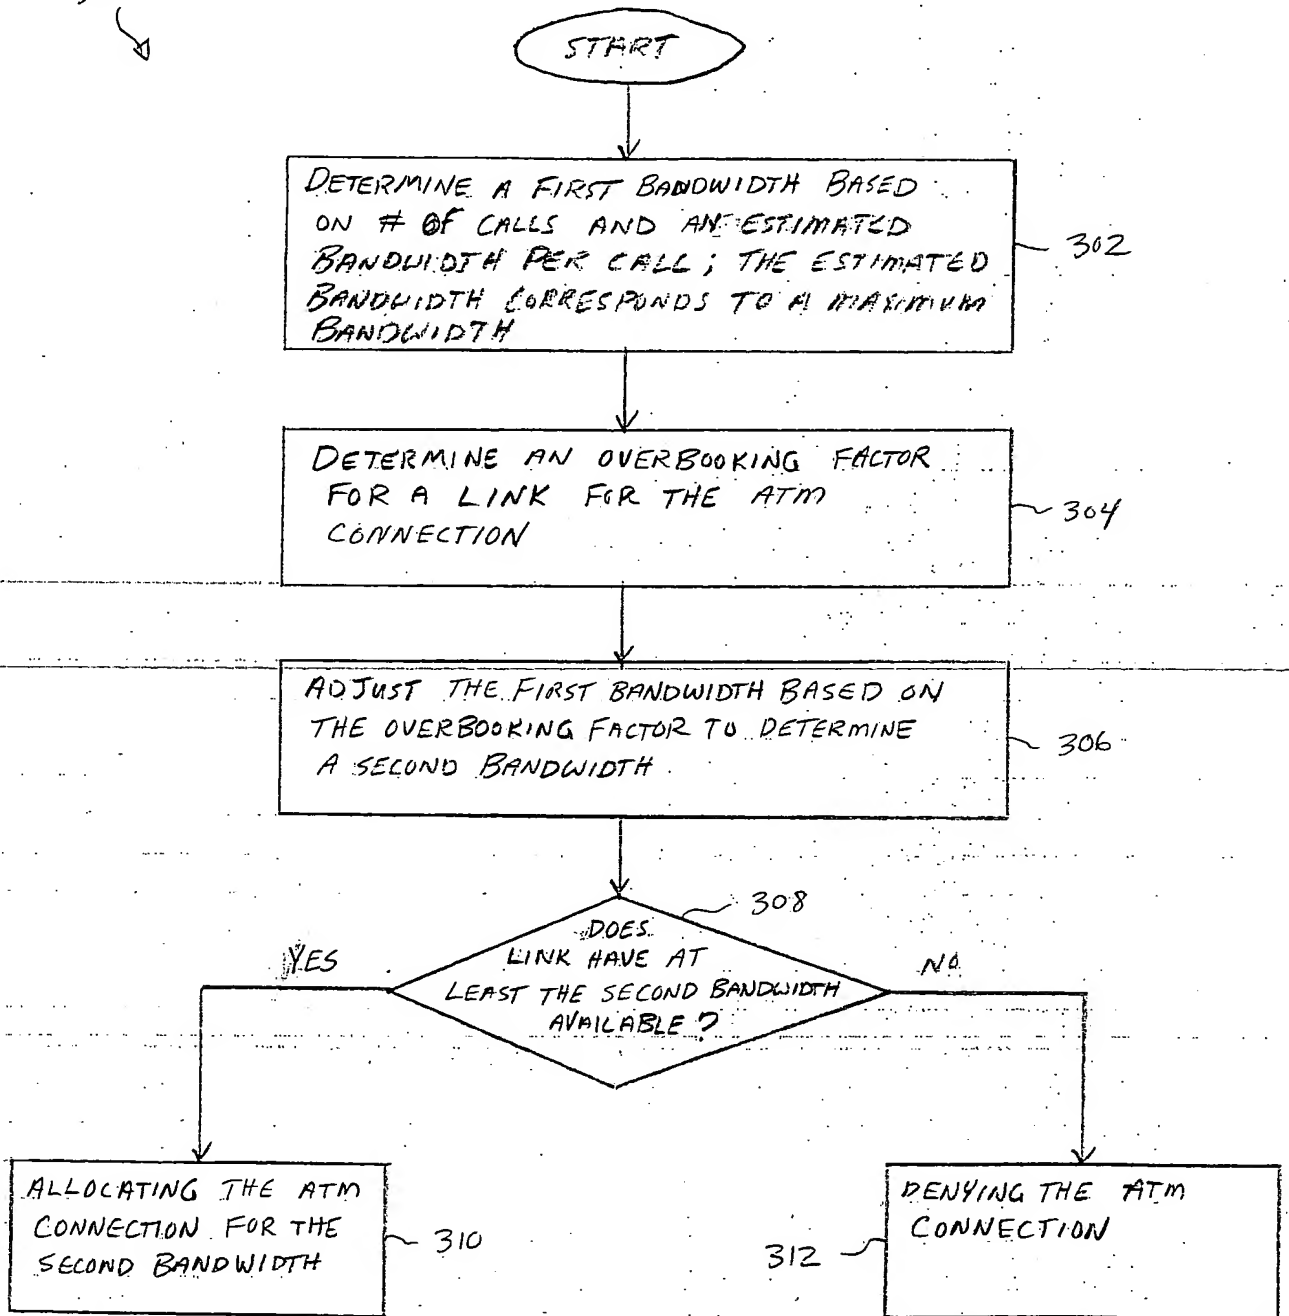 START
DETERMINE A FIRST BANDWIDTH BASED
ON # OF CALLS AND AN ESTIMATED
BANDWIDTH PER CALL; THE ESTIMATED
BANDWIDTH CORRESPONDS TO A MAXIMUM
BANDWIDTH
302
DETERMINE AN OVERBOOKING FACTOR
FOR A LINK FOR THE ATM
CONNECTION
304
ADJUST THE FIRST BANDWIDTH BASED ON
THE OVERBOOKING FACTOR TO DETERMINE
A SECOND BANDWIDTH
306
308
DOES
LINK HAVE AT
LEAST THE SECOND BANDWIDTH
AVAILABLE?
YES
NO
ALLOCATING THE ATM
CONNECTION FOR THE
SECOND BANDWIDTH
310
DENYING THE ATM
CONNECTION
312